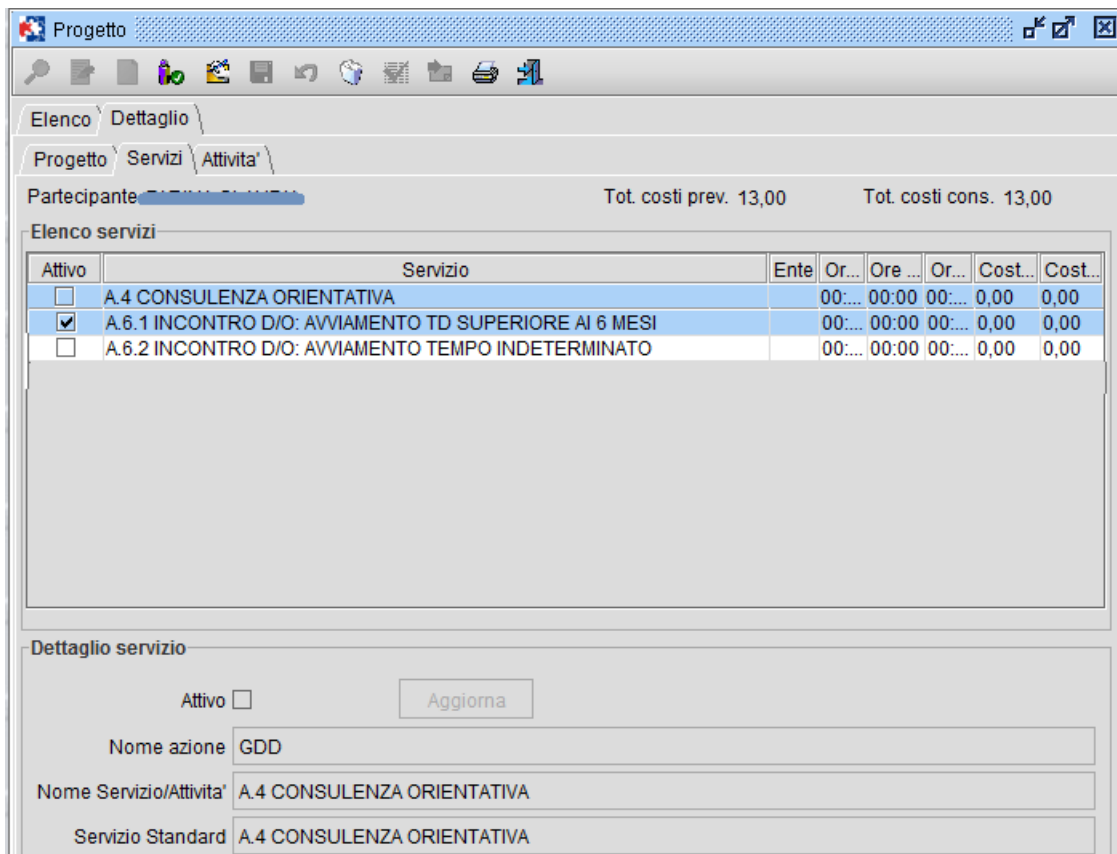 Progetto
Elenco Dettaglio
Progetto Servizi Attivita'
Partecipante Tot. costi prev. 13,00 Tot. costi cons. 13,00
Elenco servizi
Attivo Servizio Ente Or... Ore ... Or... Cost... Cost...
A.4 CONSULENZA ORIENTATIVA 00:... 00:00 00:... 0,00 0,00
A.6.1 INCONTRO D/O: AVVIAMENTO TD SUPERIORE AI 6 MESI 00:... 00:00 00:... 0,00 0,00
A.6.2 INCONTRO D/O: AVVIAMENTO TEMPO INDETERMINATO 00:... 00:00 00:... 0,00 0,00
Dettaglio servizio
Attivo Aggiorna
Nome azione GDD
Nome Servizio/Attivita' A.4 CONSULENZA ORIENTATIVA
Servizio Standard A.4 CONSULENZA ORIENTATIVA